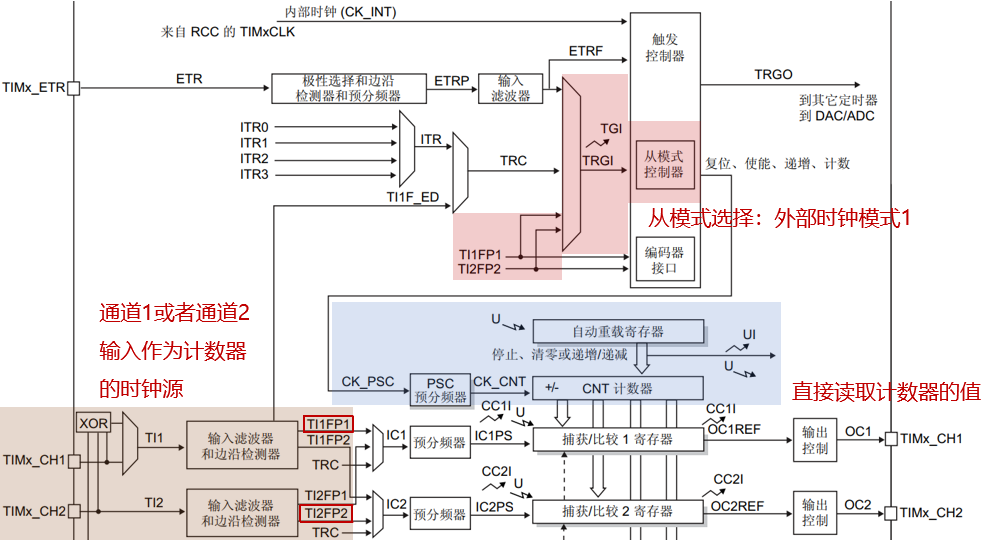 内部时钟 (CK_INT)
来自 RCC 的 TIMxCLK
触发
控制器
ETRF
TIMx_ETR
ETR
极性选择和边沿
检测器和预分频器
ETRP
输入
滤波器
TRGO
到其它定时器
到 DAC/ADC
ITR0
ITR1
ITR2
ITR3
ITR
TRC
TI1F_ED
TGI
TRGI
从模式
控制器
复位、使能、递增、计数
从模式选择：外部时钟模式1
TI1FP1
TI2FP2
编码器
接口
通道1或者通道2
输入作为计数器
的时钟源
U
自动重载寄存器
UI
停止、清零或递增/递减
U
CK_PSC
PSC
预分频器
CK_CNT
+/-
CNT 计数器
直接读取计数器的值
XOR
TI1
输入滤波器
和边沿检测器
TI1FP1
TI1FP2
TRC
IC1
预分频器
IC1PS
CC1I
U
捕获/比较 1 寄存器
CC1I
OC1REF
输出
控制
OC1
TIMx_CH1
TIMx_CH1
TIMx_CH2
TI2
输入滤波器
和边沿检测器
TI2FP1
TI2FP2
TRC
IC2
预分频器
IC2PS
CC2I
U
捕获/比较 2 寄存器
CC2I
OC2REF
输出
控制
OC2
TIMx_CH2